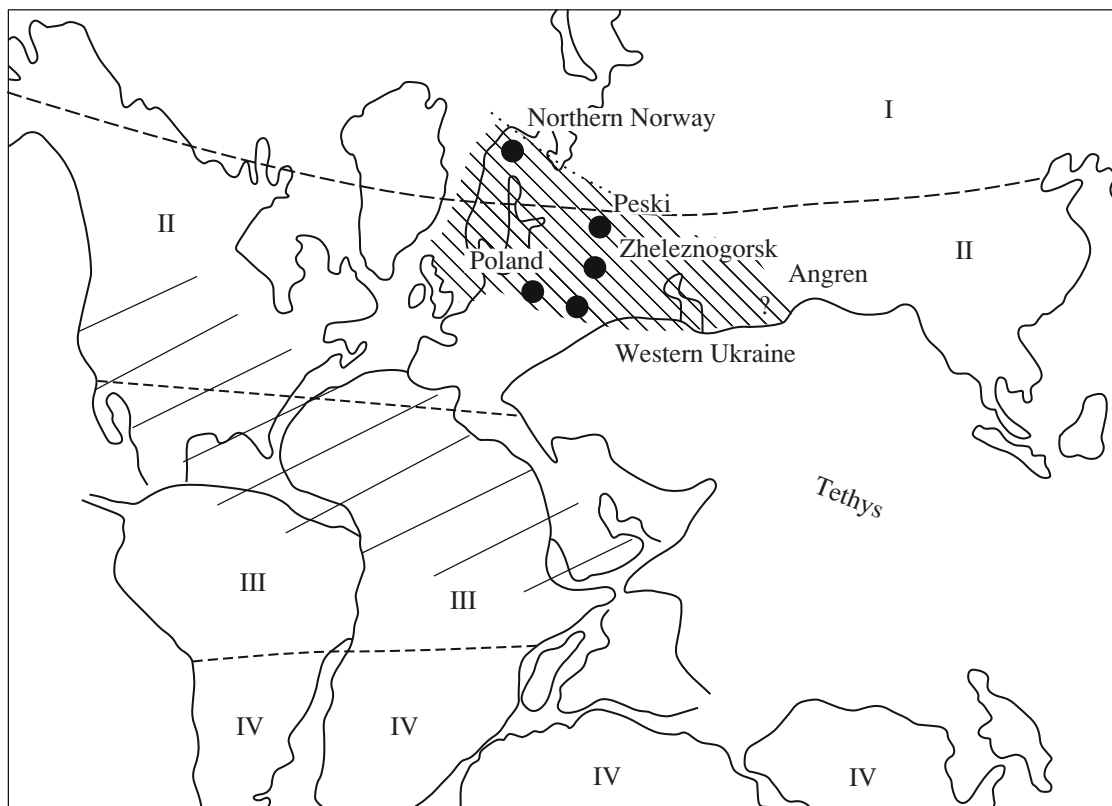 I
Northern Norway
II
Peski
Zheleznogorsk
II
Poland
Angren
?
Western Ukraine
Tethys
III
III
IV
IV
IV
IV